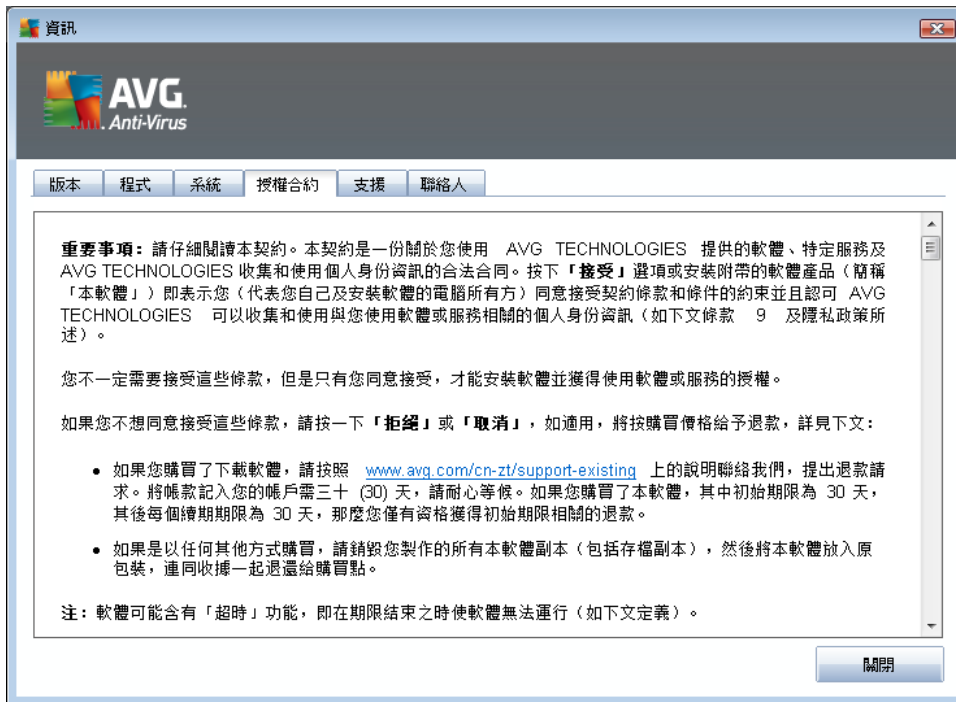 資訊
AVG.
Anti-Virus
版本 程式 系統 授權合約 支援 聯絡人
重要事項：請仔細閱讀本契約。本契約是一份關於您使用 AVG TECHNOLOGIES 提供的軟體、特定服務及
AVG TECHNOLOGIES 收集和使用個人身份資訊的合法合同。按下「接受」選項或安裝附帶的軟體產品（簡稱
「本軟體」）即表示您（代表您自己及安裝軟體的電腦所有方）同意接受契約條款和條件的約束並且認可 AVG
TECHNOLOGIES 可以收集和使用與您使用軟體或服務相關的個人身份資訊（如下文條款 9 及隱私政策所
述）。
您不一定需要接受這些條款，但是只有您同意接受，才能安裝軟體並獲得使用軟體或服務的授權。
如果您不想同意接受這些條款，請按一下「拒絕」或「取消」，如適用，將按購買價格給予退款，詳見下文：
• 如果您購買了下載軟體，請按照 www.avg.com/cn-zt/support-existing 上的說明聯絡我們，提出退款請
求。將帳款記入您的帳戶需三十 (30) 天，請耐心等候。如果您購買了本軟體，其中初始期限為 30 天，
其後每個續期期限為 30 天，那麼您僅有資格獲得初始期限相關的退款。
• 如果是以任何其他方式購買，請銷毀您製作的所有本軟體副本（包括存檔副本），然後將本軟體放入原
包裝，連同收據一起退還給購買點。
注：軟體可能含有「超時」功能，即在期限結束之時使軟體無法運行（如下文定義）。
關閉